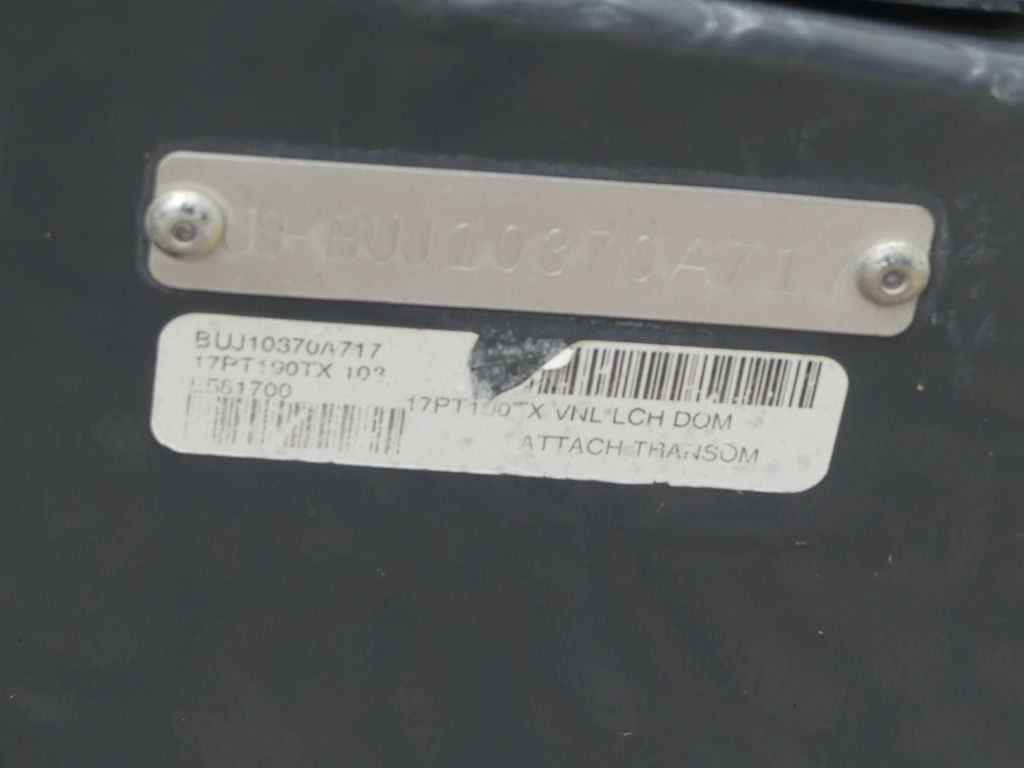 US-BUJ10370A717
BUJ10370A717
17PT190TX 103
L581700
17PT190TX VNL LCH DOM
ATTACH TRANSOM